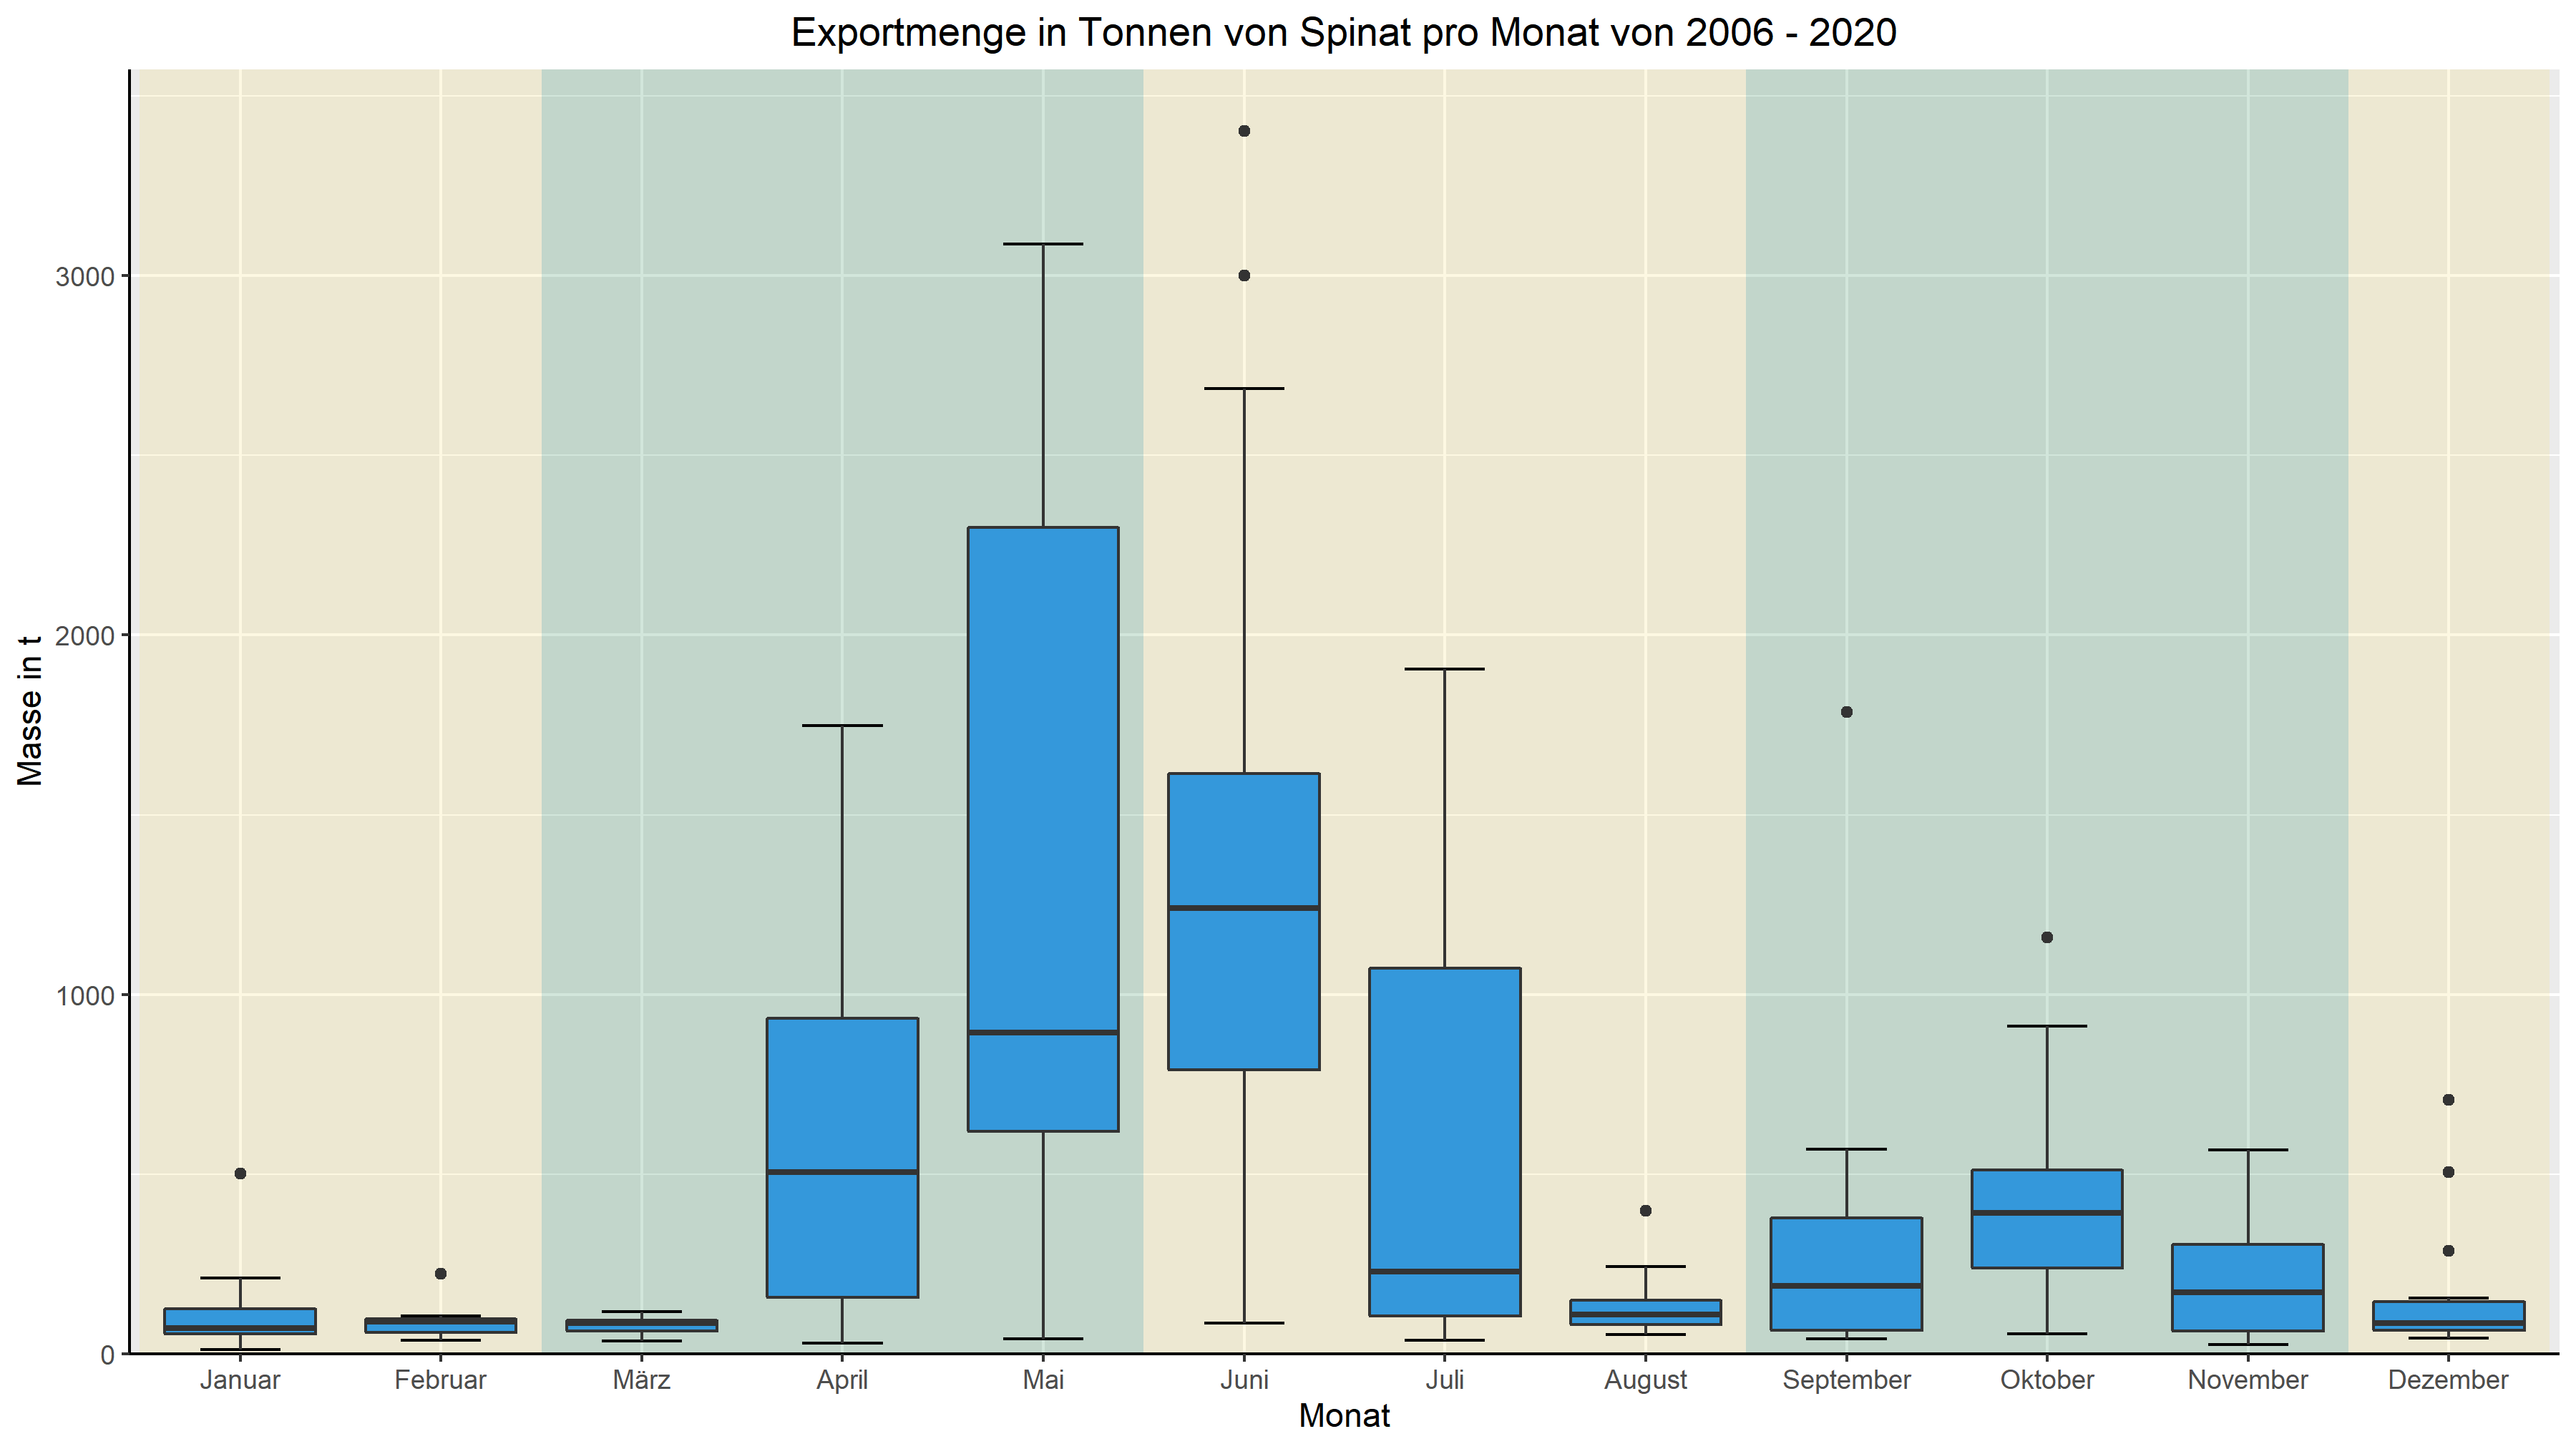 Exportmenge in Tonnen von Spinat pro Monat von 2006 - 2020
Masse in t
3000
2000
1000
0
Januar Februar März April Mai Juni Juli August September Oktober November Dezember
Monat